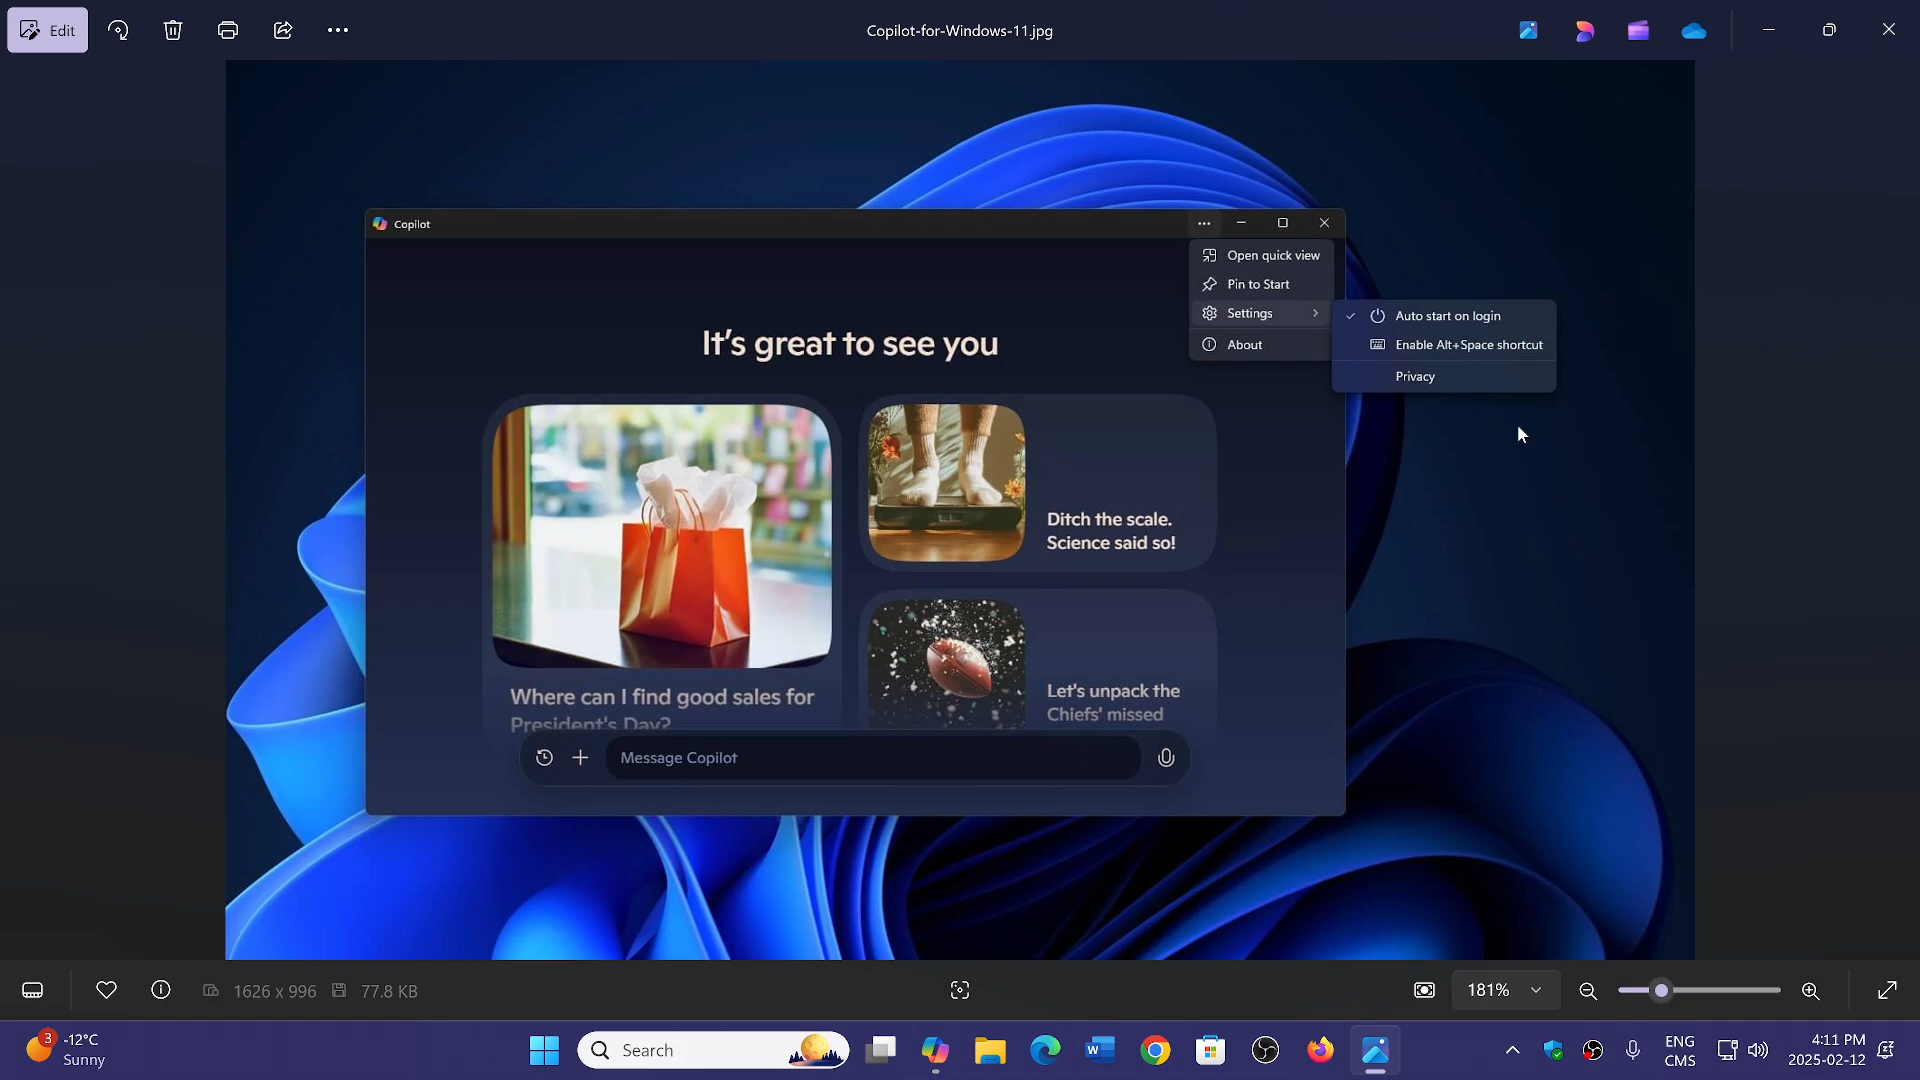 Edit
Copilot-for-Windows-11.jpg
Copilot
Open quick view
Pin to Start
Settings
About
Auto start on login
Enable Alt+Space shortcut
Privacy
It's great to see you
Ditch the scale.
Science said so!
Where can I find good sales for
President's Day?
Let's unpack the
Chiefs' missed
Message Copilot
1626 x 996
77.8 KB
181%
3
-12°C
Sunny
Search
W
ENG
CMS
4:11 PM
2025-02-12